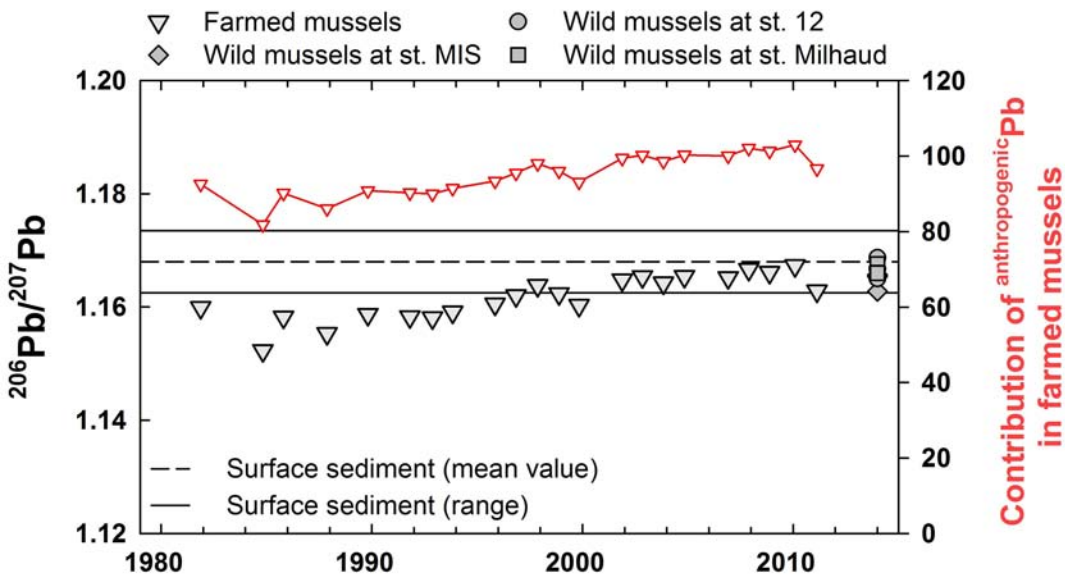 Farmed mussels
Wild mussels at st. 12
Wild mussels at st. MIS
Wild mussels at st. Milhaud
1.20
1.18
1.16
1.14
1.12
206Pb/207Pb
120
100
80
60
40
20
0
Contribution of anthropogenicPb
in farmed mussels
Surface sediment (mean value)
Surface sediment (range)
1980
1990
2000
2010